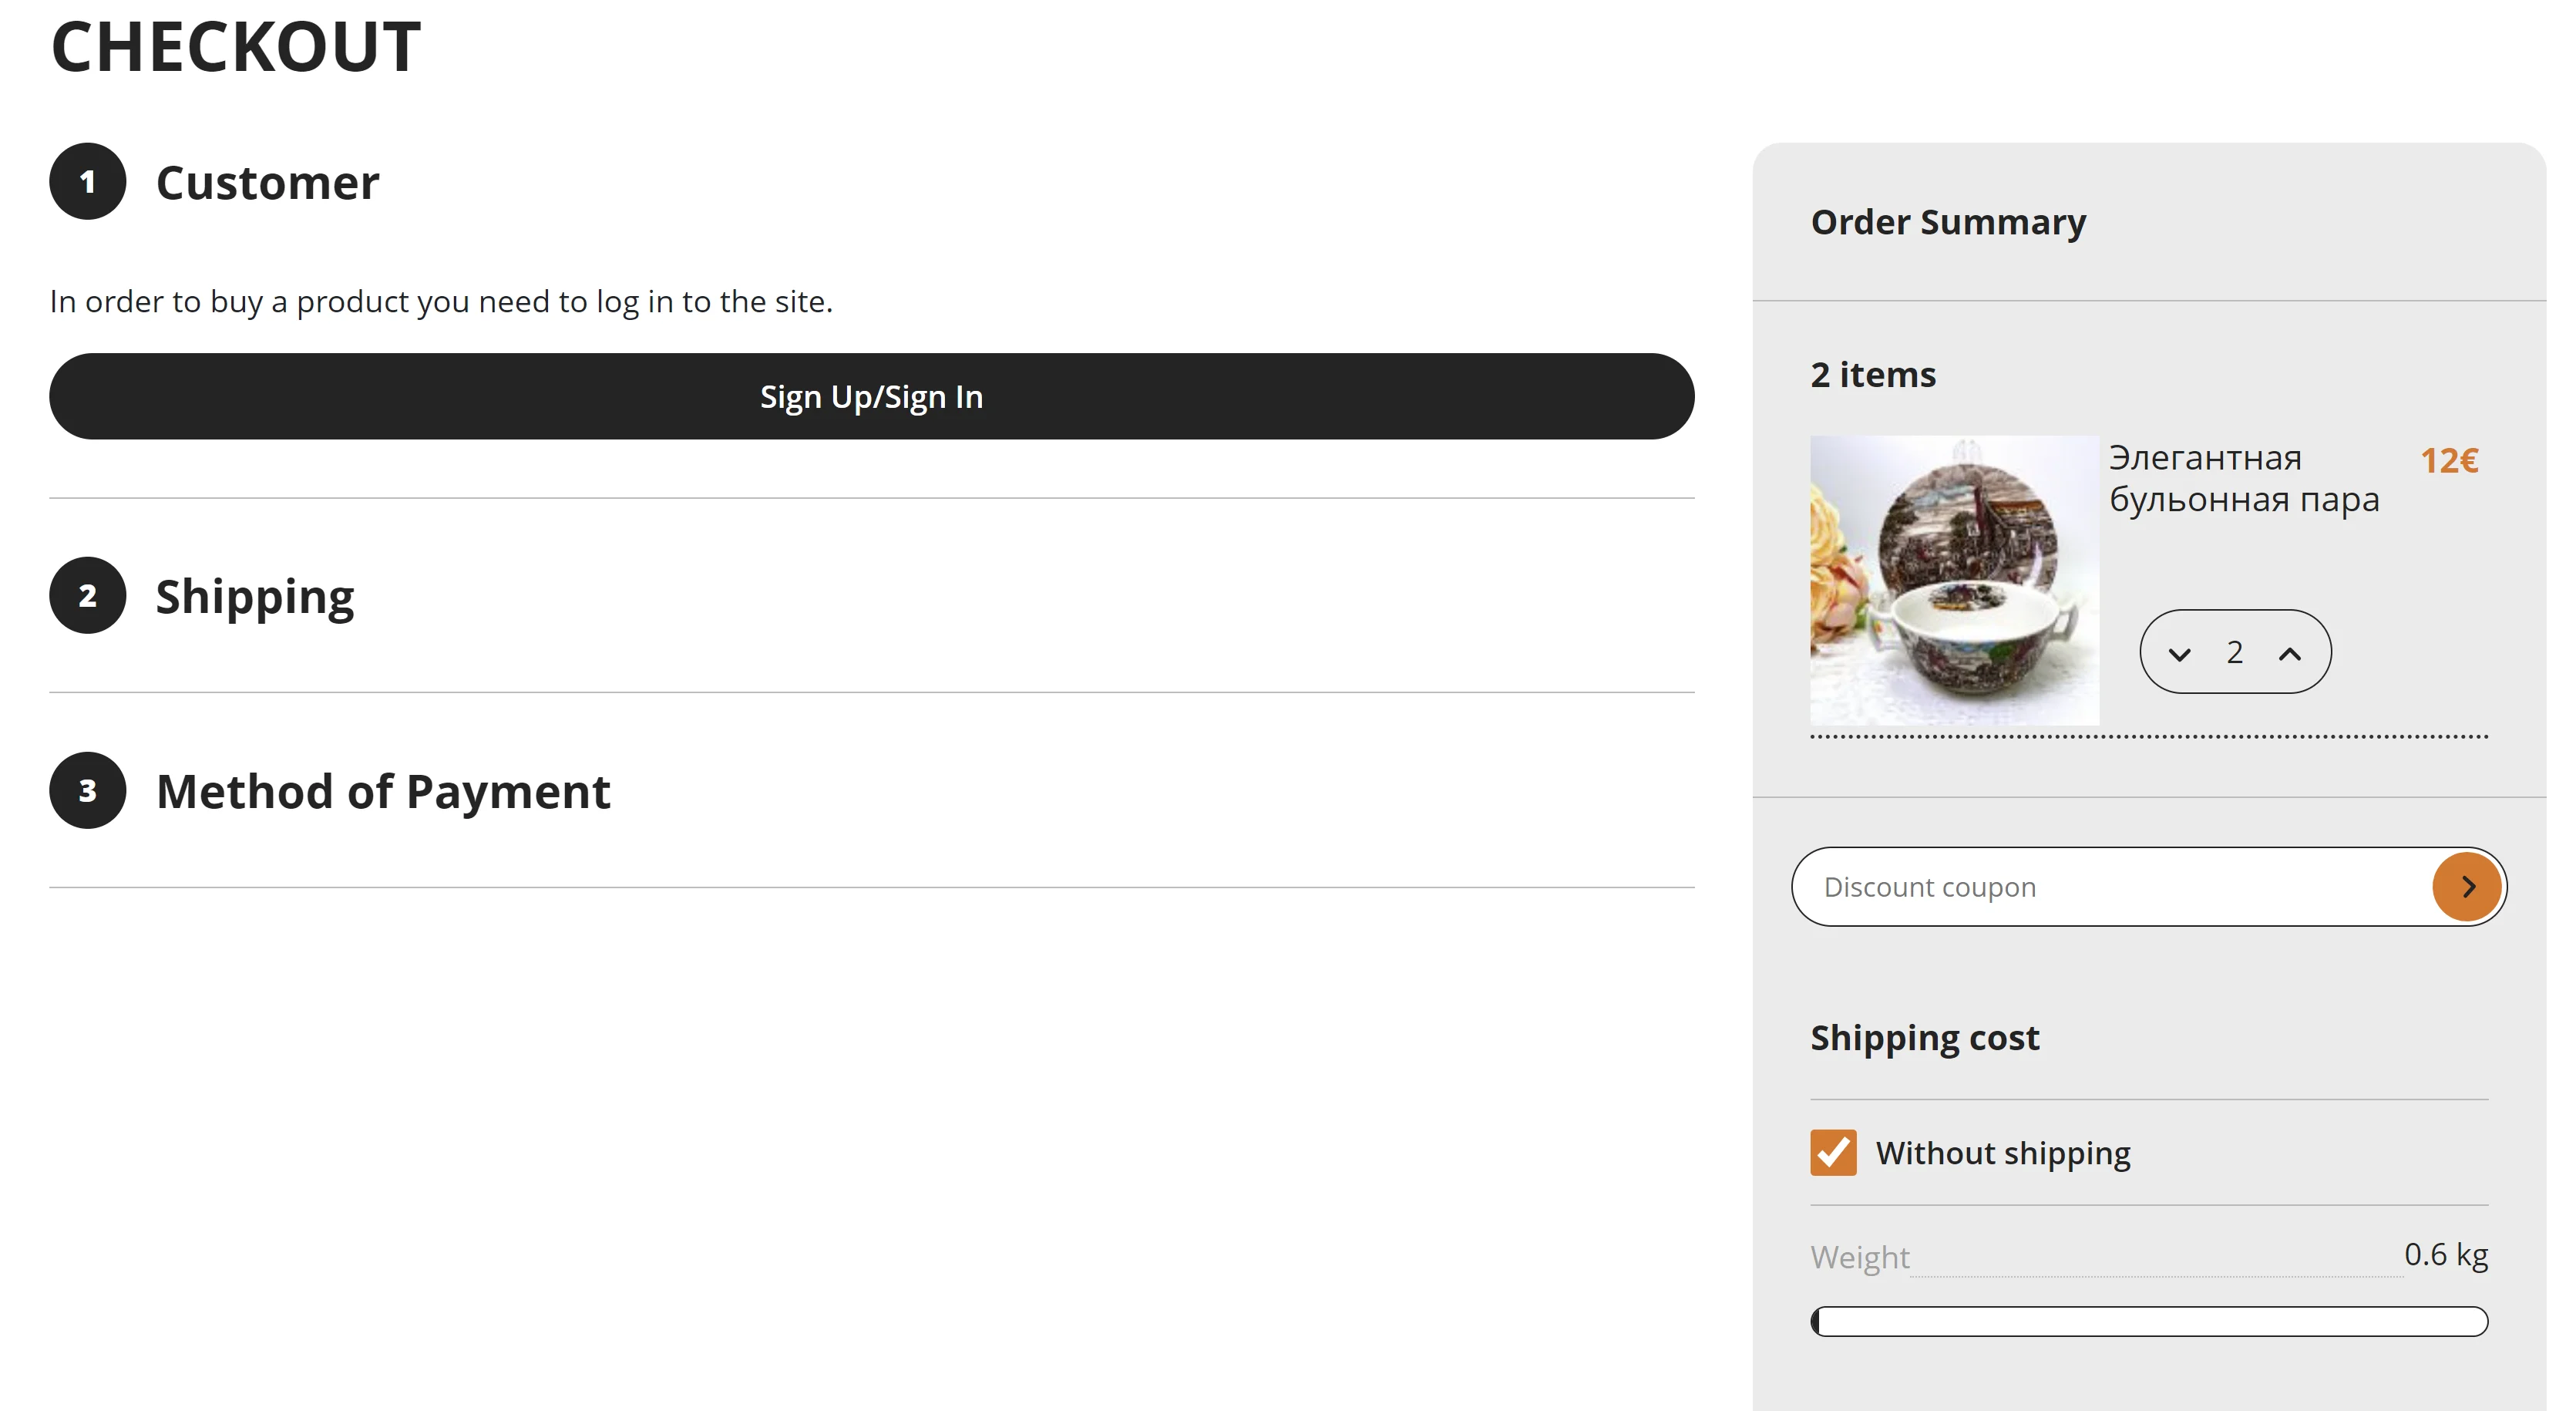 CHECKOUT
1
Customer
In order to buy a product you need to log in to the site.
Sign Up/Sign In
2
Shipping
3
Method of Payment
Order Summary
2 items
Элегантная
бульонная пара
12€
2
Discount coupon
Shipping cost
Without shipping
Weight
0.6 kg